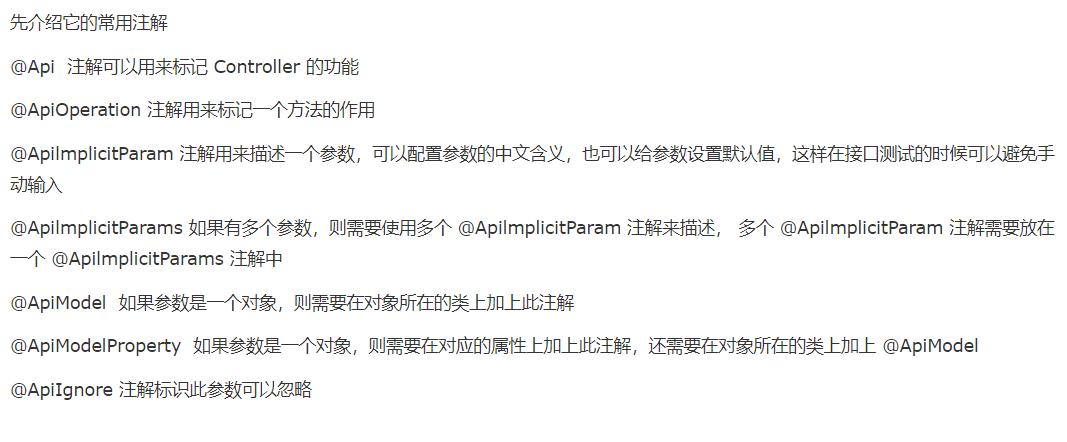 先介绍它的常用注解
@Api 注解可以用来标记 Controller 的功能
@ApiOperation 注解用来标记一个方法的作用
@ApilmplicitParam 注解用来描述一个参数，可以配置参数的中文含义，也可以给参数设置默认值，这样在接口测试的时候可以避免手
动输入
@ApilmplicitParams 如果有多个参数，则需要使用多个 @ApilmplicitParam 注解来描述， 多个 @ApilmplicitParam 注解需要放在
一个 @ApilmplicitParams 注解中
@ApiModel 如果参数是一个对象，则需要在对象所在的类上加上此注解
@ApiModelProperty 如果参数是一个对象，则需要在对应的属性上加上此注解，还需要在对象所在的类上加上 @ApiModel
@ApiIgnore 注解标识此参数可以忽略